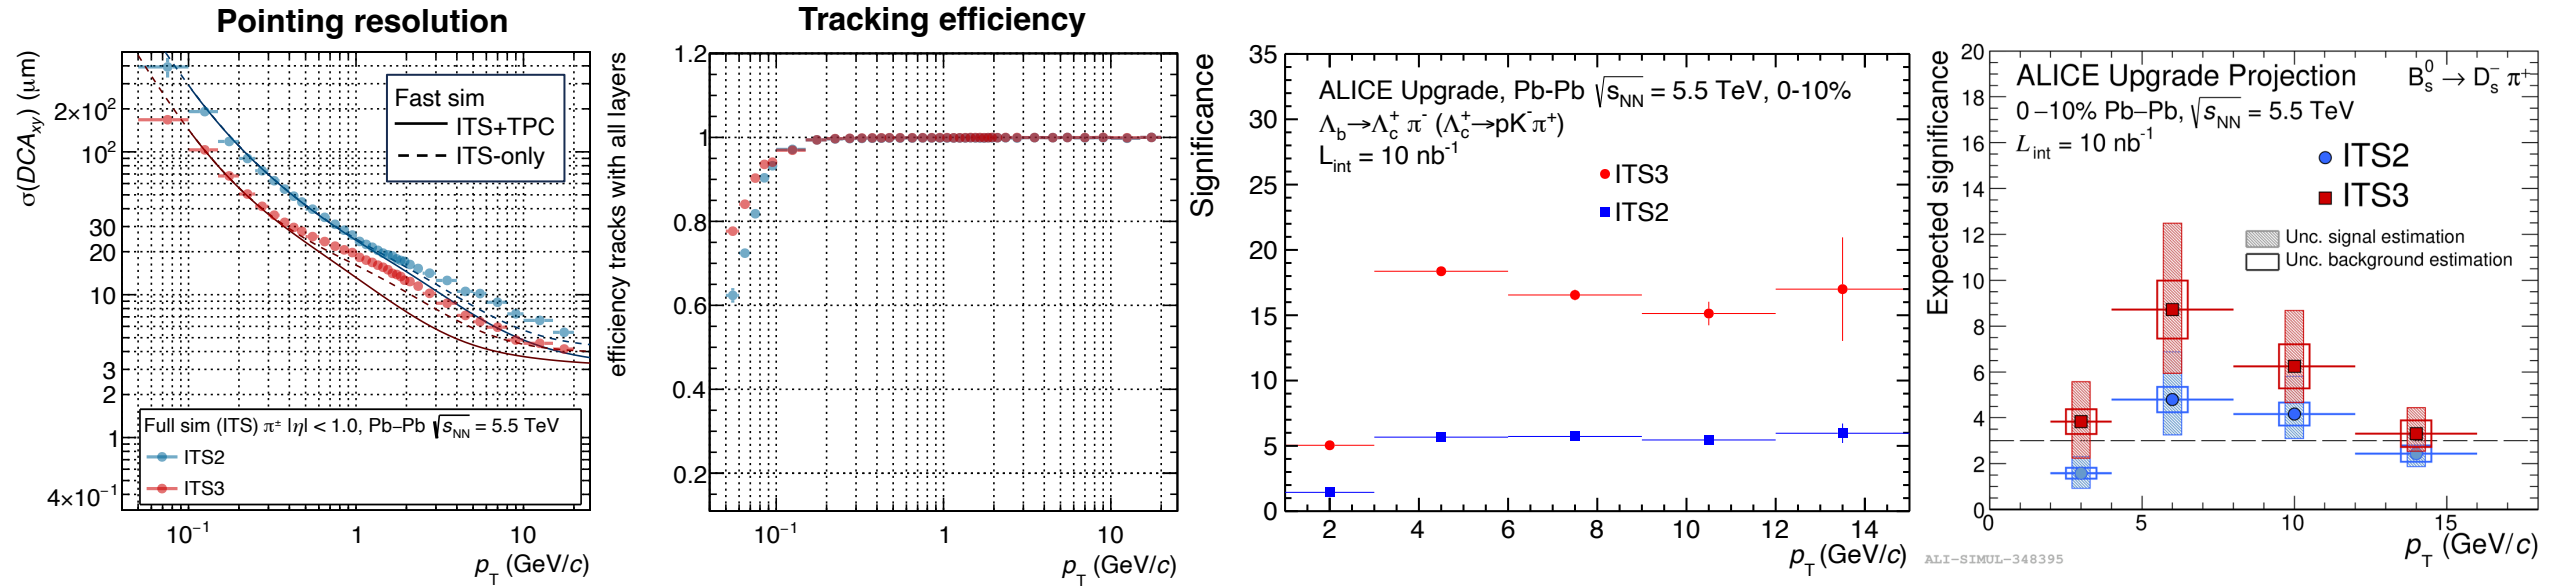 Pointing resolution
σ(DCAxy) (μm)
2×10²
10²
30
20
10
3
2
1
4×10⁻¹
Fast sim
ITS+TPC
ITS-only
Full sim (ITS) π± |η| < 1.0, Pb–Pb √sNN = 5.5 TeV
ITS2
ITS3
10⁻¹ 1 10
pT (GeV/c)
Tracking efficiency
efficiency tracks with all layers
1.2
1
0.8
0.6
0.4
0.2
10⁻¹ 1 10
pT (GeV/c)
Significance
35
30
25
20
15
10
5
0
ALICE Upgrade, Pb-Pb √sNN = 5.5 TeV, 0-10%
Λb→Λc⁺ π⁻ (Λc⁺→pK⁻π⁺)
Lint = 10 nb⁻¹
ITS3
ITS2
2 4 6 8 10 12 14
pT (GeV/c)
Expected significance
20
18
16
14
12
10
8
6
4
2
0
ALICE Upgrade Projection
Bs⁰ → Ds⁻ π⁺
0–10% Pb–Pb, √sNN = 5.5 TeV
Lint = 10 nb⁻¹
ITS2
ITS3
Unc. signal estimation
Unc. background estimation
0 5 10 15
pT (GeV/c)
ALI-SIMUL-348395